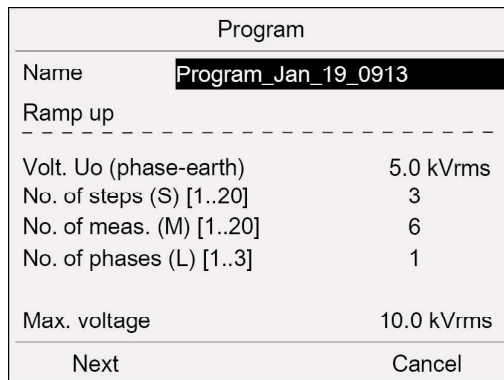 Program
Name Program_Jan_19_0913
Ramp up
Volt. Uo (phase-earth) 5.0 kVrms
No. of steps (S) [1..20] 3
No. of meas. (M) [1..20] 6
No. of phases (L) [1..3] 1
Max. voltage 10.0 kVrms
Next Cancel